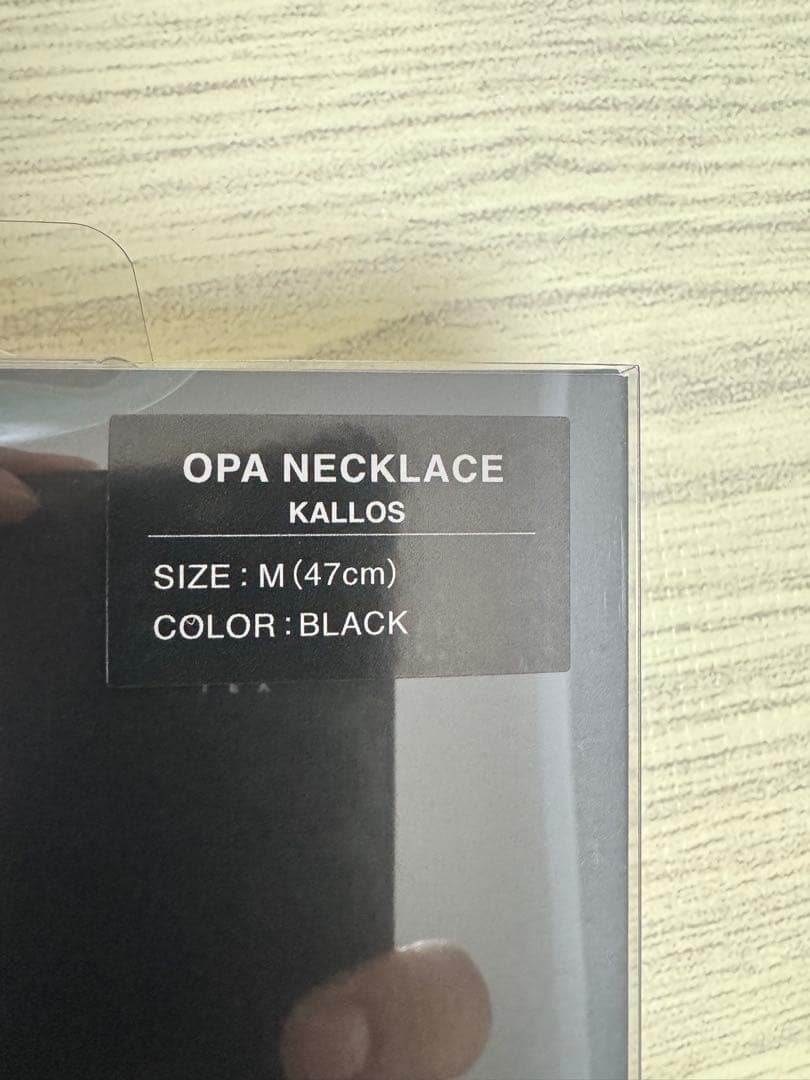 OPA NECKLACE
KALLOS
SIZE : M (47cm)
COLOR : BLACK